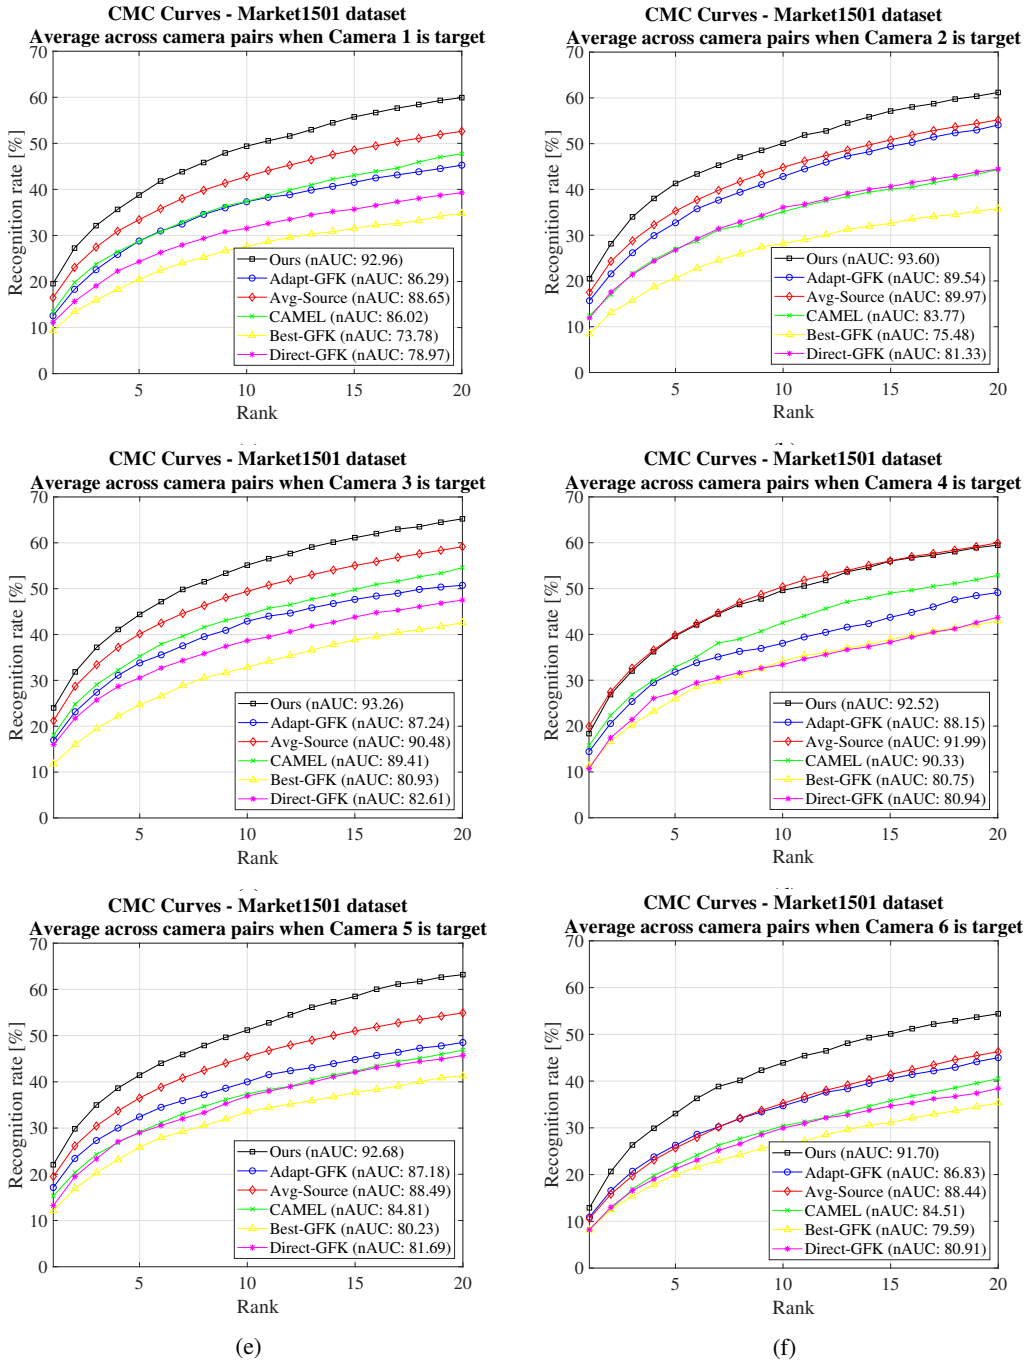 CMC Curves - Market1501 dataset
Average across camera pairs when Camera 1 is target
70
60
50
40
30
20
10
0
Recognition rate [%]
Ours (nAUC: 92.96)
Adapt-GFK (nAUC: 86.29)
Avg-Source (nAUC: 88.65)
CAMEL (nAUC: 86.02)
Best-GFK (nAUC: 73.78)
Direct-GFK (nAUC: 78.97)
5 10 15 20
Rank
CMC Curves - Market1501 dataset
Average across camera pairs when Camera 2 is target
70
60
50
40
30
20
10
0
Recognition rate [%]
Ours (nAUC: 93.60)
Adapt-GFK (nAUC: 89.54)
Avg-Source (nAUC: 89.97)
CAMEL (nAUC: 83.77)
Best-GFK (nAUC: 75.48)
Direct-GFK (nAUC: 81.33)
5 10 15 20
Rank
CMC Curves - Market1501 dataset
Average across camera pairs when Camera 3 is target
70
60
50
40
30
20
10
0
Recognition rate [%]
Ours (nAUC: 93.26)
Adapt-GFK (nAUC: 87.24)
Avg-Source (nAUC: 90.48)
CAMEL (nAUC: 89.41)
Best-GFK (nAUC: 80.93)
Direct-GFK (nAUC: 82.61)
5 10 15 20
Rank
CMC Curves - Market1501 dataset
Average across camera pairs when Camera 4 is target
70
60
50
40
30
20
10
0
Recognition rate [%]
Ours (nAUC: 92.52)
Adapt-GFK (nAUC: 88.15)
Avg-Source (nAUC: 91.99)
CAMEL (nAUC: 90.33)
Best-GFK (nAUC: 80.75)
Direct-GFK (nAUC: 80.94)
5 10 15 20
Rank
CMC Curves - Market1501 dataset
Average across camera pairs when Camera 5 is target
70
60
50
40
30
20
10
0
Recognition rate [%]
Ours (nAUC: 92.68)
Adapt-GFK (nAUC: 87.18)
Avg-Source (nAUC: 88.49)
CAMEL (nAUC: 84.81)
Best-GFK (nAUC: 80.23)
Direct-GFK (nAUC: 81.69)
5 10 15 20
Rank
(e)
CMC Curves - Market1501 dataset
Average across camera pairs when Camera 6 is target
70
60
50
40
30
20
10
0
Recognition rate [%]
Ours (nAUC: 91.70)
Adapt-GFK (nAUC: 86.83)
Avg-Source (nAUC: 88.44)
CAMEL (nAUC: 84.51)
Best-GFK (nAUC: 79.59)
Direct-GFK (nAUC: 80.91)
5 10 15 20
Rank
(f)